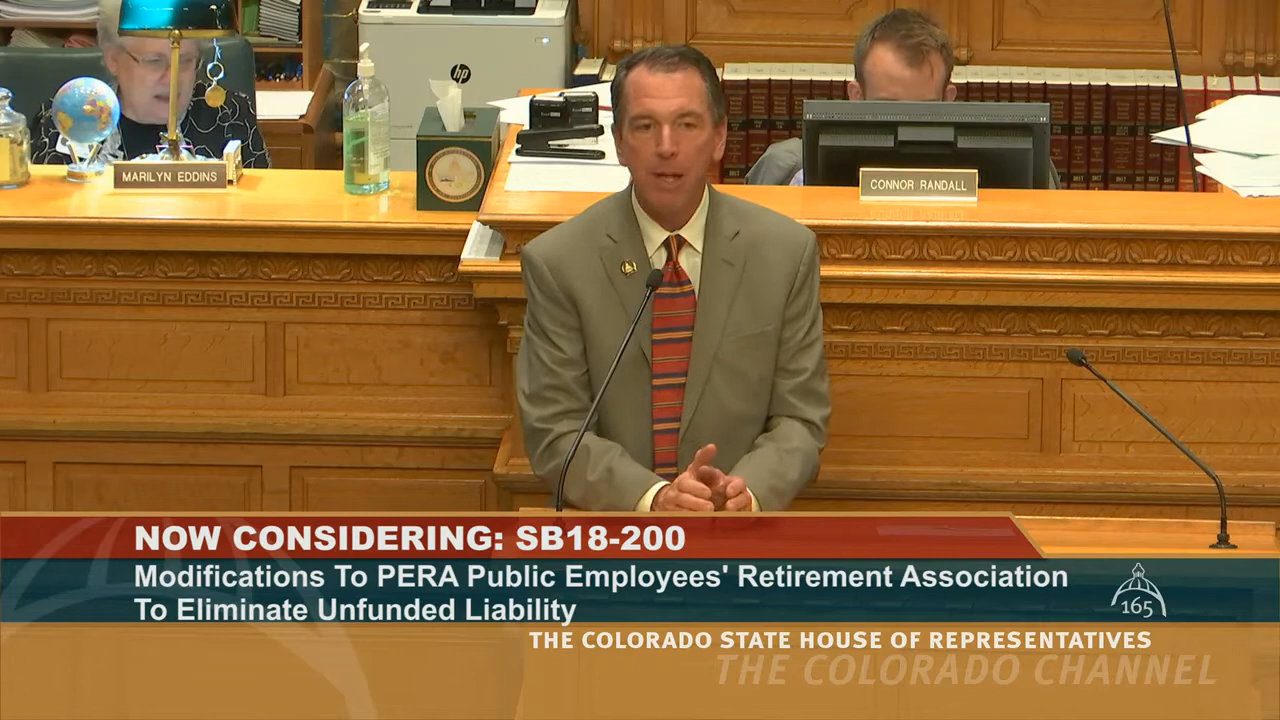 hp
MARILYN EDDINS
CONNOR RANDALL
NOW CONSIDERING: SB18-200
Modifications To PERA Public Employees' Retirement Association
To Eliminate Unfunded Liability
165
THE COLORADO STATE HOUSE OF REPRESENTATIVES
THE COLORADO CHANNEL